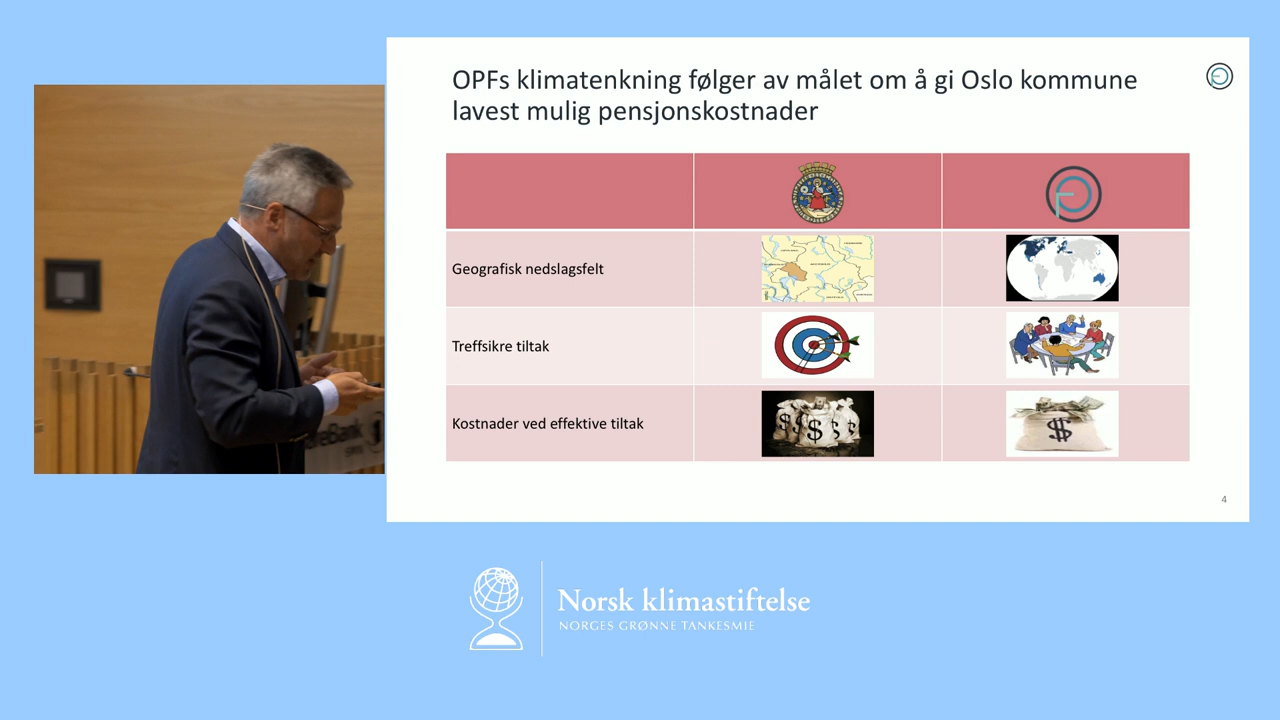 OPFs klimatenkning følger av målet om å gi Oslo kommune
lavest mulig pensjonskostnader
Geografisk nedslagsfelt
Treffsikre tiltak
Kostnader ved effektive tiltak
4
Norsk klimastiftelse
NORGES GRØNNE TANKESMIE